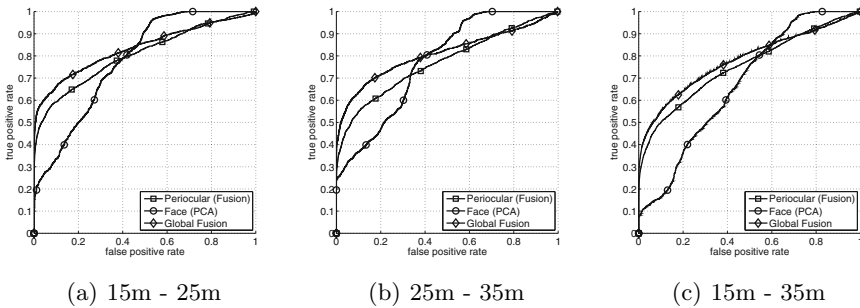 1
0.9
0.8
0.7
0.6
0.5
0.4
0.3
0.2
0.1
0
0 0.2 0.4 0.6 0.8 1
true positive rate
false positive rate
Periocular (Fusion)
Face (PCA)
Global Fusion
(a) 15m - 25m
1
0.9
0.8
0.7
0.6
0.5
0.4
0.3
0.2
0.1
0
0 0.2 0.4 0.6 0.8 1
true positive rate
false positive rate
Periocular (Fusion)
Face (PCA)
Global Fusion
(b) 25m - 35m
1
0.9
0.8
0.7
0.6
0.5
0.4
0.3
0.2
0.1
0
0 0.2 0.4 0.6 0.8 1
true positive rate
false positive rate
Periocular (Fusion)
Face (PCA)
Global Fusion
(c) 15m - 35m